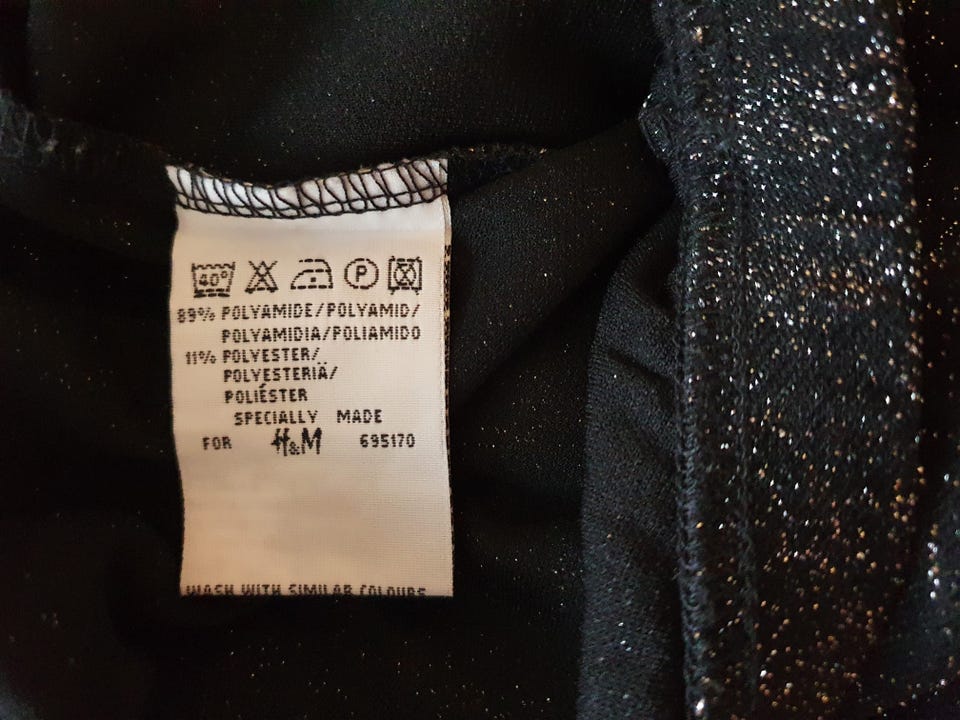 40°
P
89% POLYAMIDE/POLYAMID/
POLYAMIDIA/POLIAMIDO
11% POLYESTER/
POLYESTERIÄ/
POLIÉSTER
SPECIALLY MADE
FOR H&M 695170
WASH WITH SIMILAR COLOURS